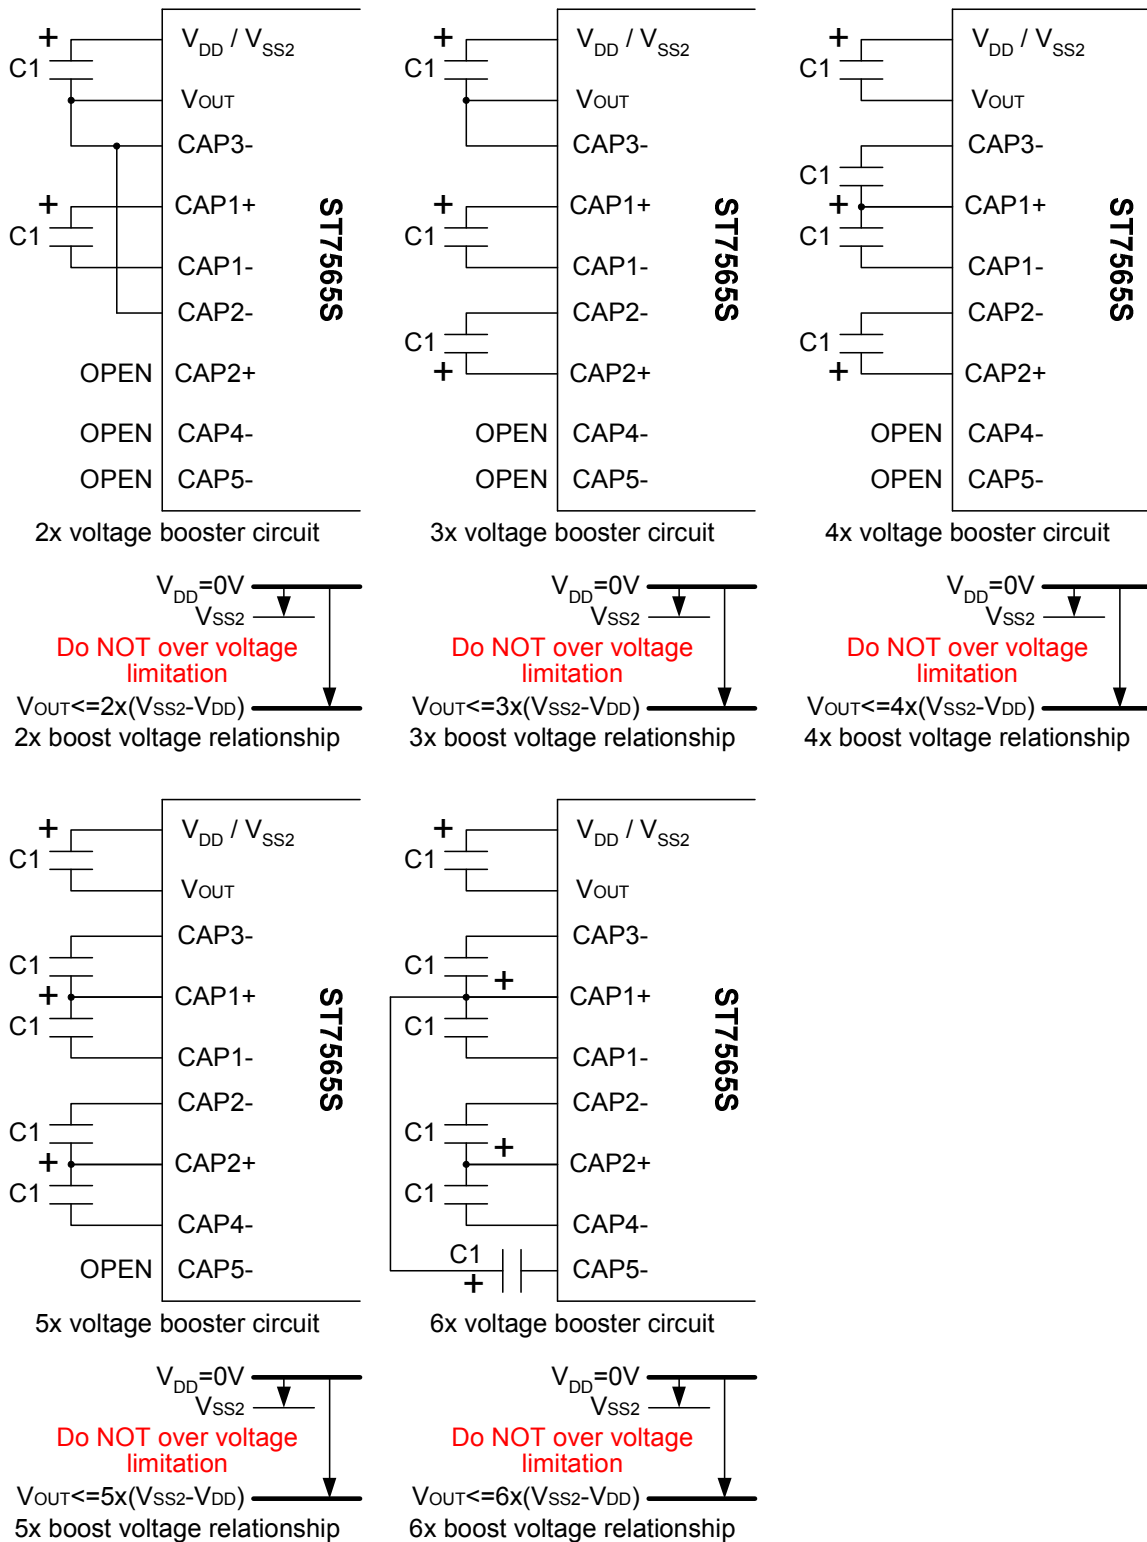 +
VDD / VSS2
C1
VOUT
CAP3-
+
CAP1+
C1
CAP1-
CAP2-
OPEN CAP2+
OPEN CAP4-
OPEN CAP5-
ST7565S
2x voltage booster circuit
VDD=0V
VSS2
Do NOT over voltage
limitation
VOUT<=2x(VSS2-VDD)
2x boost voltage relationship
+
VDD / VSS2
C1
VOUT
CAP3-
+
CAP1+
C1
CAP1-
CAP2-
C1
+
CAP2+
OPEN CAP4-
OPEN CAP5-
ST7565S
3x voltage booster circuit
VDD=0V
VSS2
Do NOT over voltage
limitation
VOUT<=3x(VSS2-VDD)
3x boost voltage relationship
+
VDD / VSS2
C1
VOUT
CAP3-
C1
+
CAP1+
C1
CAP1-
CAP2-
C1
+
CAP2+
OPEN CAP4-
OPEN CAP5-
ST7565S
4x voltage booster circuit
VDD=0V
VSS2
Do NOT over voltage
limitation
VOUT<=4x(VSS2-VDD)
4x boost voltage relationship
+
VDD / VSS2
C1
VOUT
CAP3-
C1
+
CAP1+
C1
CAP1-
CAP2-
C1
+
CAP2+
C1
CAP4-
OPEN CAP5-
ST7565S
5x voltage booster circuit
VDD=0V
VSS2
Do NOT over voltage
limitation
VOUT<=5x(VSS2-VDD)
5x boost voltage relationship
+
VDD / VSS2
C1
VOUT
CAP3-
C1
+
CAP1+
C1
CAP1-
CAP2-
C1
+
CAP2+
C1
CAP4-
C1
+
CAP5-
ST7565S
6x voltage booster circuit
VDD=0V
VSS2
Do NOT over voltage
limitation
VOUT<=6x(VSS2-VDD)
6x boost voltage relationship